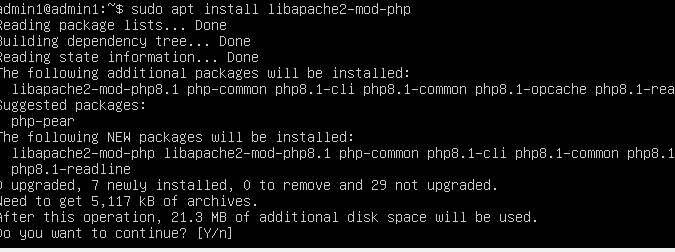 admin1@admin1:~$ sudo apt install libapache2-mod-php
Reading package lists... Done
Building dependency tree... Done
Reading state information... Done
The following additional packages will be installed:
libapache2-mod-php8.1 php-common php8.1-cli php8.1-common php8.1-opcache php8.1-rea
Suggested packages:
php-pear
The following NEW packages will be installed:
libapache2-mod-php libapache2-mod-php8.1 php-common php8.1-cli php8.1-common php8.1
php8.1-readline
0 upgraded, 7 newly installed, 0 to remove and 29 not upgraded.
Need to get 5,117 kB of archives.
After this operation, 21.3 MB of additional disk space will be used.
Do you want to continue? [Y/n]